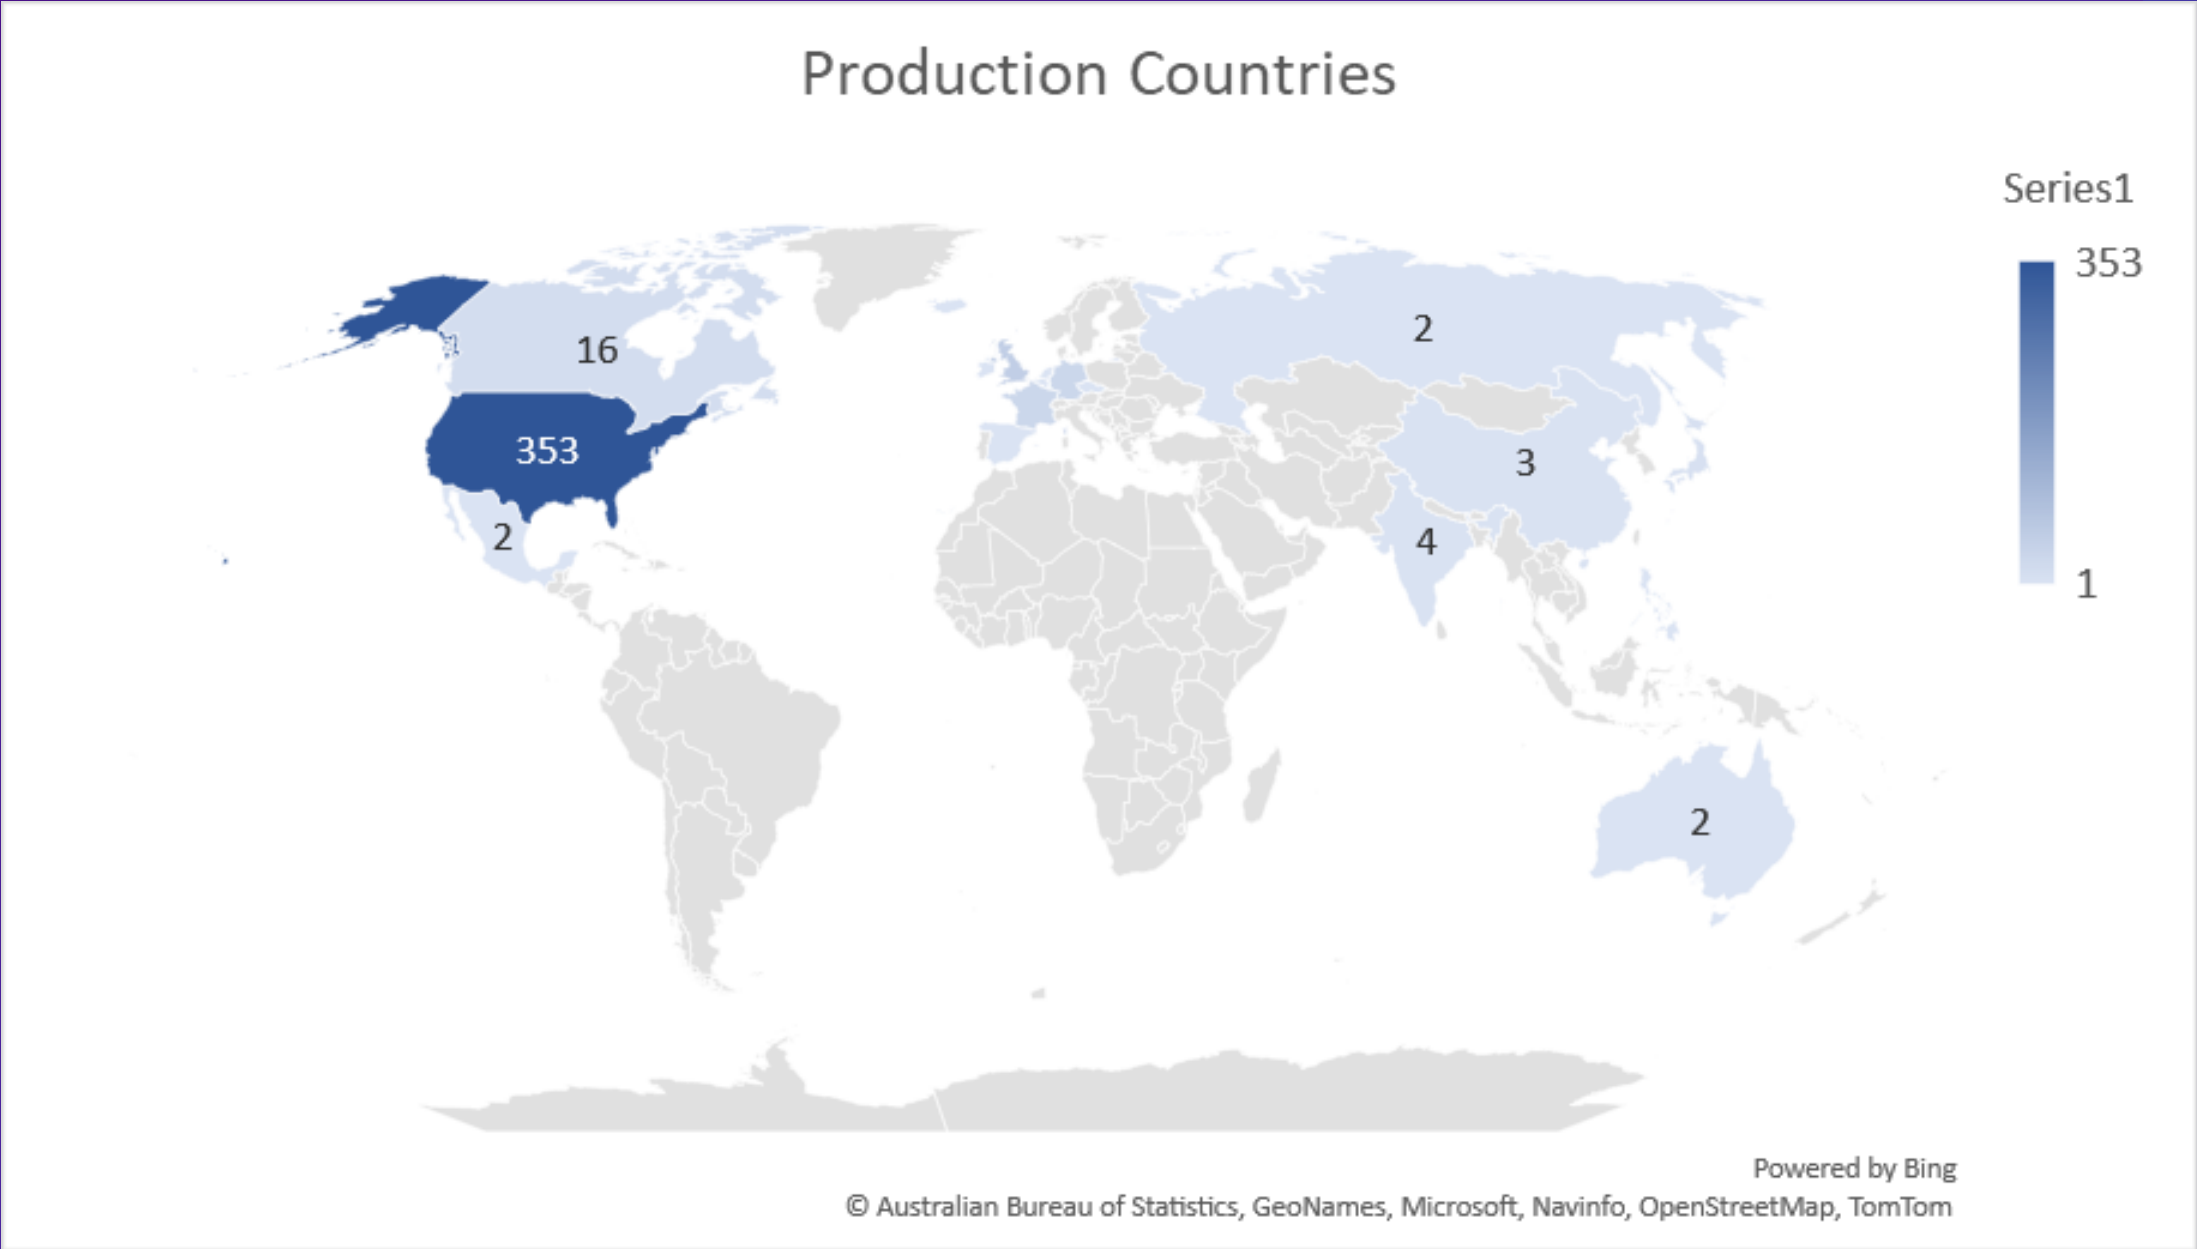 Production Countries
Series1
353
1
16
353
2
2
3
4
2
Powered by Bing
© Australian Bureau of Statistics, GeoNames, Microsoft, Navinfo, OpenStreetMap, TomTom